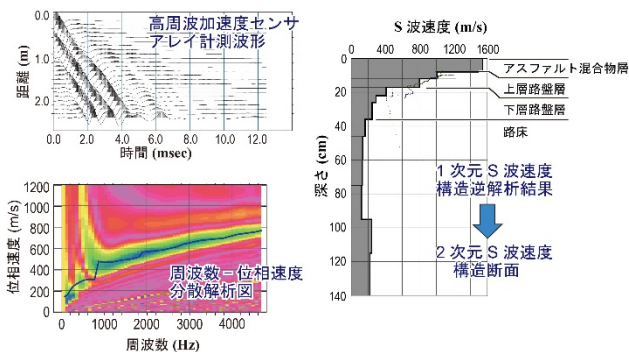 高周波加速度センサ
アレイ計測波形
距離 (m)
0.0
1.0
2.0
0.0 2.0 4.0 6.0 8.0 10.0 12.0
時間 (msec)
位相速度 (m/s)
1200
1000
800
600
400
200
0
0 1000 2000 3000 4000
周波数 (Hz)
周波数－位相速度
分散解析図
S 波速度 (m/s)
0 400 800 1200 1600
深さ (cm)
0
20
40
60
80
100
120
140
アスファルト混合物層
上層路盤層
下層路盤層
路床
1 次元 S 波速度
構造逆解析結果
2 次元 S 波速度
構造断面